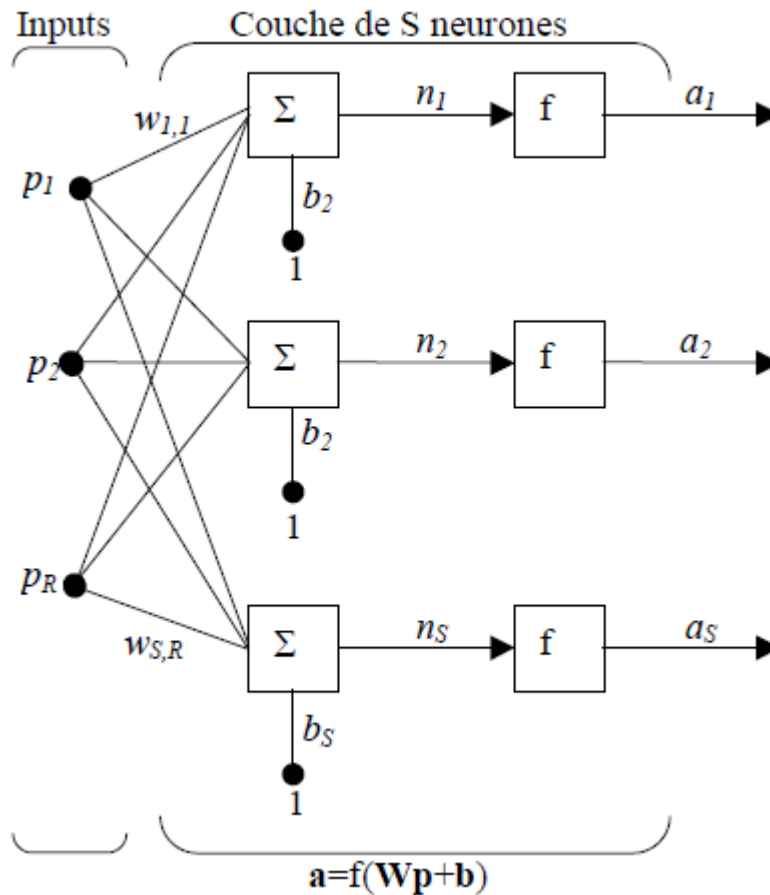 Inputs
Couche de S neurones
w1,1
Σ
n1
f
a1
p1
b2
1
p2
Σ
n2
f
a2
b2
1
pR
wS,R
Σ
nS
f
aS
bS
1
a=f(Wp+b)